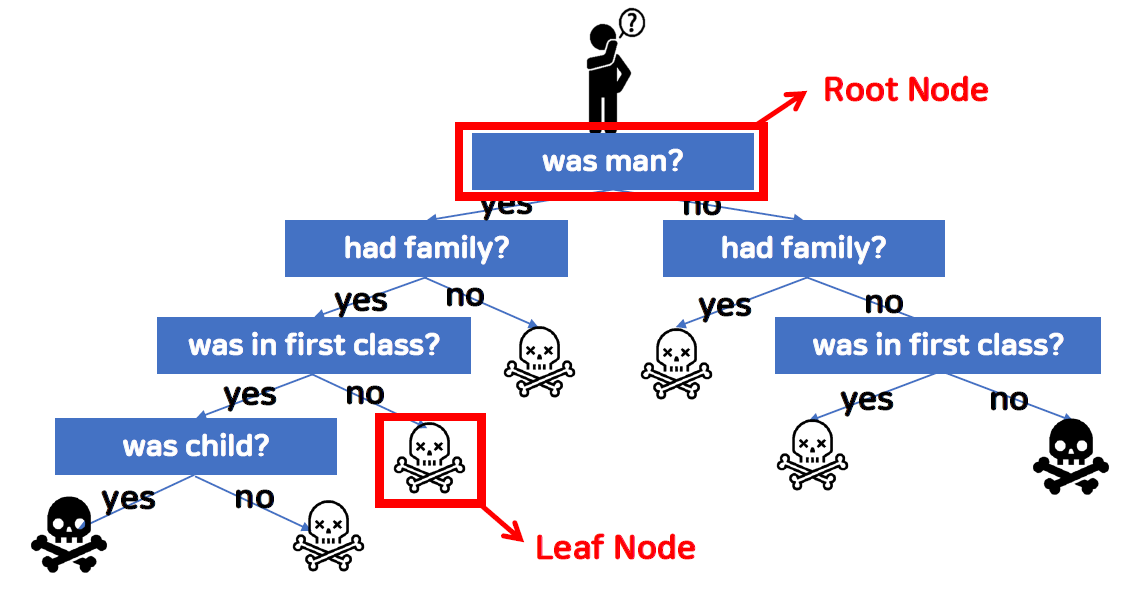 ?
Root Node
was man?
yes
no
had family?
had family?
yes
no
yes
no
was in first class?
was in first class?
yes
no
yes
no
was child?
yes
no
Leaf Node